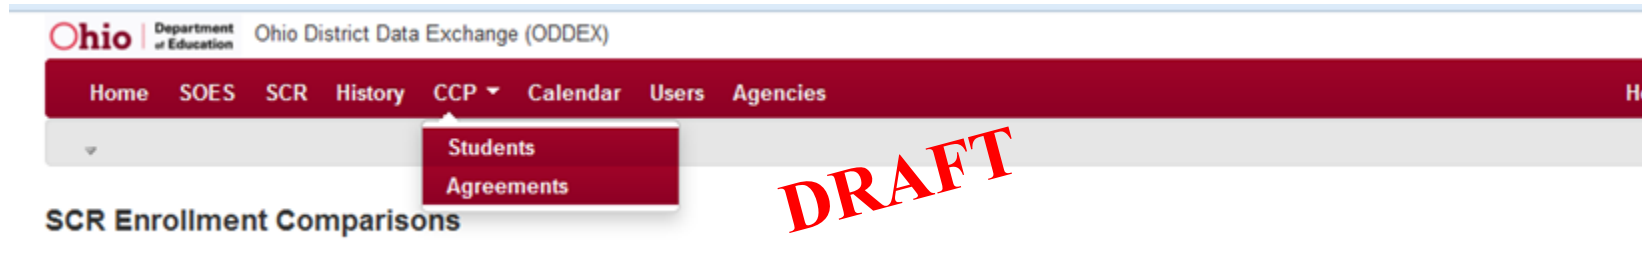 Ohio Department of Education Ohio District Data Exchange (ODDEX)
Home SOES SCR History CCP Calendar Users Agencies
Students
Agreements
DRAFT
SCR Enrollment Comparisons